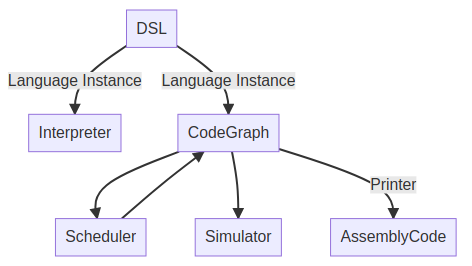 DSL
Language Instance
Language Instance
Interpreter
CodeGraph
Printer
Scheduler
Simulator
AssemblyCode